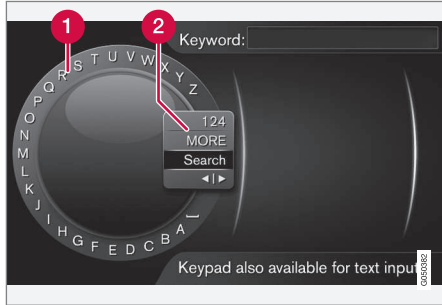 1
2
Keyword:
A B C D E F G H I J K L M N O P Q R S T U V W X Y Z
124
MORE
Search
◄|►
Keypad also available for text input
G050382